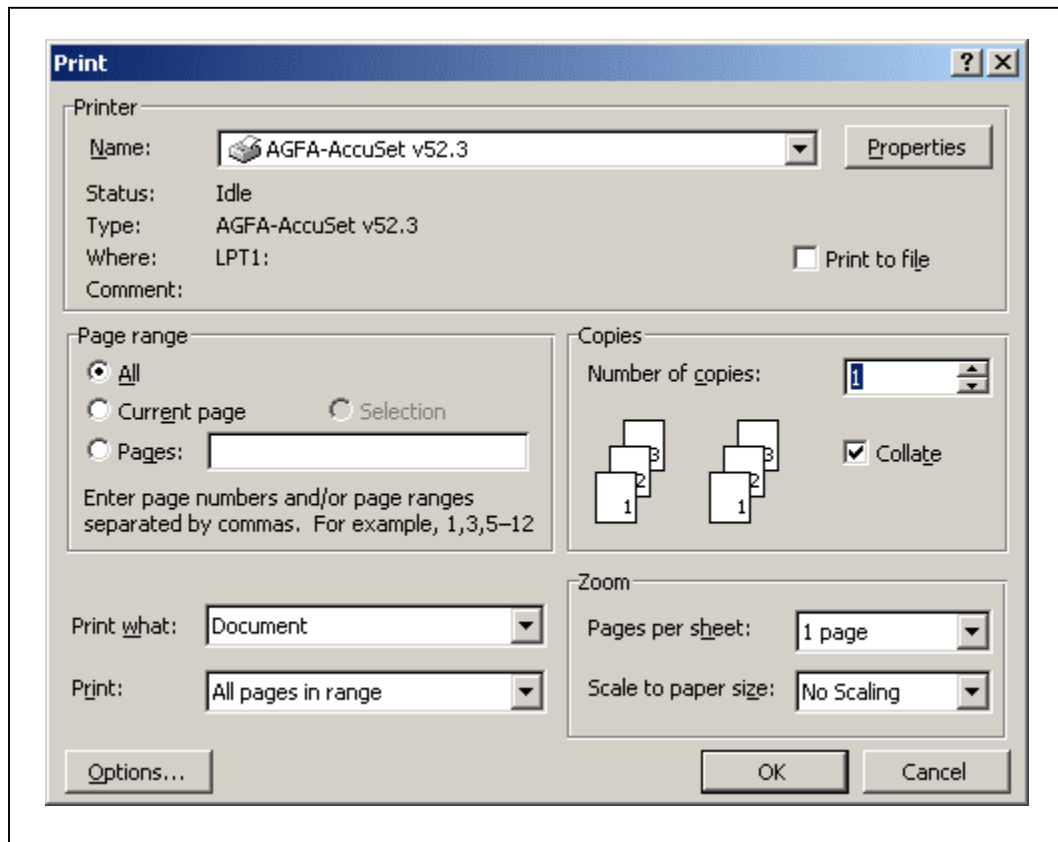 Print
Printer
Name: AGFA-AccuSet v52.3 Properties
Status: Idle
Type: AGFA-AccuSet v52.3
Where: LPT1: Print to file
Comment:
Page range
All
Current page Selection
Pages:
Enter page numbers and/or page ranges
separated by commas. For example, 1,3,5–12
Copies
Number of copies: 1
1 2 3 1 2 3 Collate
Print what: Document
Print: All pages in range
Zoom
Pages per sheet: 1 page
Scale to paper size: No Scaling
Options... OK Cancel